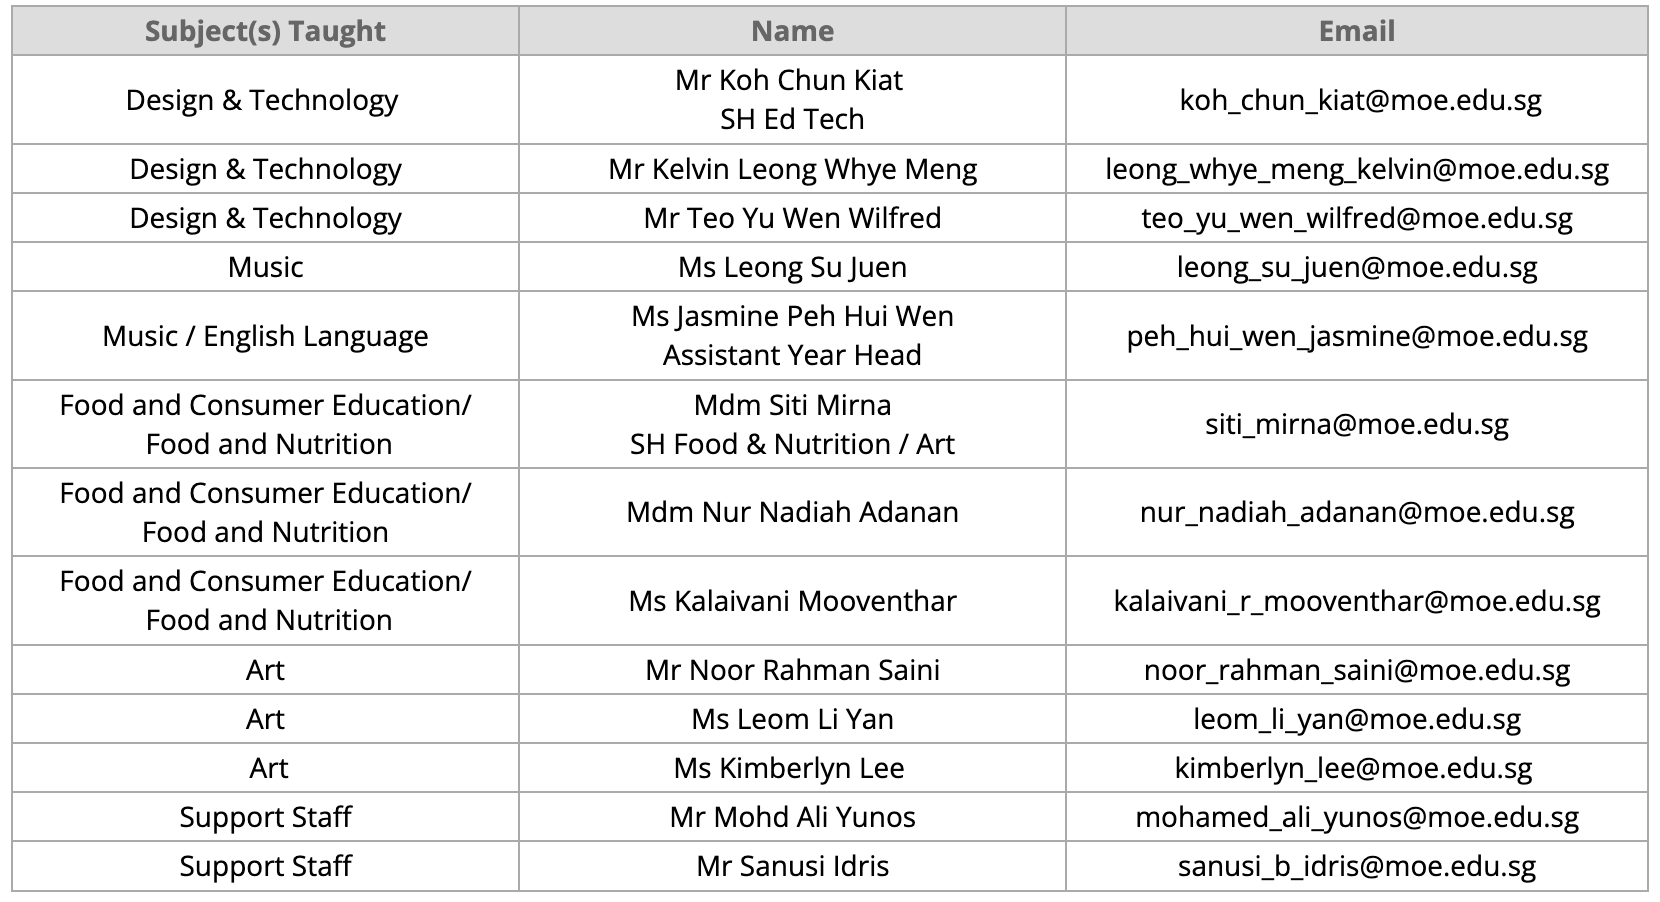 Subject(s) Taught Name Email
Design & Technology
Mr Koh Chun Kiat
SH Ed Tech
koh_chun_kiat@moe.edu.sg
Design & Technology Mr Kelvin Leong Whye Meng leong_whye_meng_kelvin@moe.edu.sg
Design & Technology Mr Teo Yu Wen Wilfred teo_yu_wen_wilfred@moe.edu.sg
Music Ms Leong Su Juen leong_su_juen@moe.edu.sg
Music / English Language
Ms Jasmine Peh Hui Wen
Assistant Year Head
peh_hui_wen_jasmine@moe.edu.sg
Food and Consumer Education/
Food and Nutrition
Mdm Siti Mirna
SH Food & Nutrition / Art
siti_mirna@moe.edu.sg
Food and Consumer Education/
Food and Nutrition
Mdm Nur Nadiah Adanan
nur_nadiah_adanan@moe.edu.sg
Food and Consumer Education/
Food and Nutrition
Ms Kalaivani Mooventhar
kalaivani_r_mooventhar@moe.edu.sg
Art Mr Noor Rahman Saini noor_rahman_saini@moe.edu.sg
Art Ms Leom Li Yan leom_li_yan@moe.edu.sg
Art Ms Kimberlyn Lee kimberlyn_lee@moe.edu.sg
Support Staff Mr Mohd Ali Yunos mohamed_ali_yunos@moe.edu.sg
Support Staff Mr Sanusi Idris sanusi_b_idris@moe.edu.sg